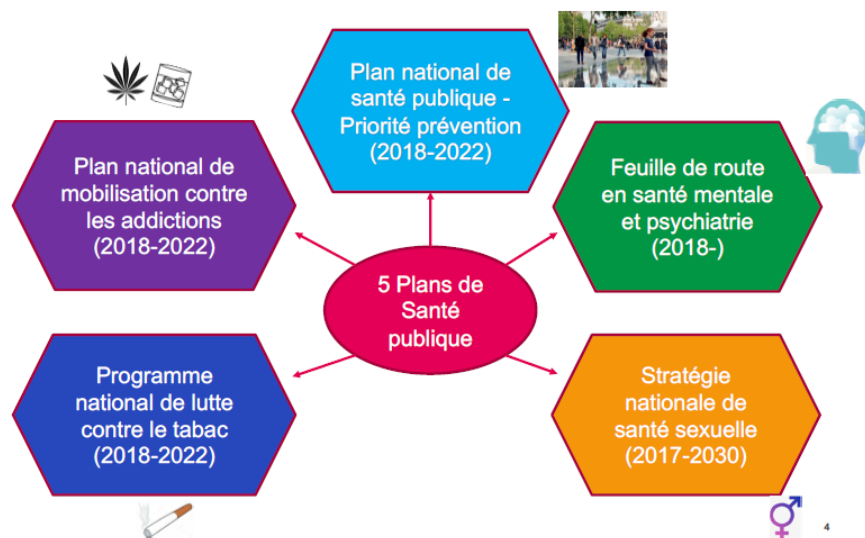 Plan national de
santé publique -
Priorité prévention
(2018-2022)
Plan national de
mobilisation contre
les addictions
(2018-2022)
Feuille de route
en santé mentale
et psychiatrie
(2018-)
5 Plans de
Santé
publique
Programme
national de lutte
contre le tabac
(2018-2022)
Stratégie
nationale de
santé sexuelle
(2017-2030)
4